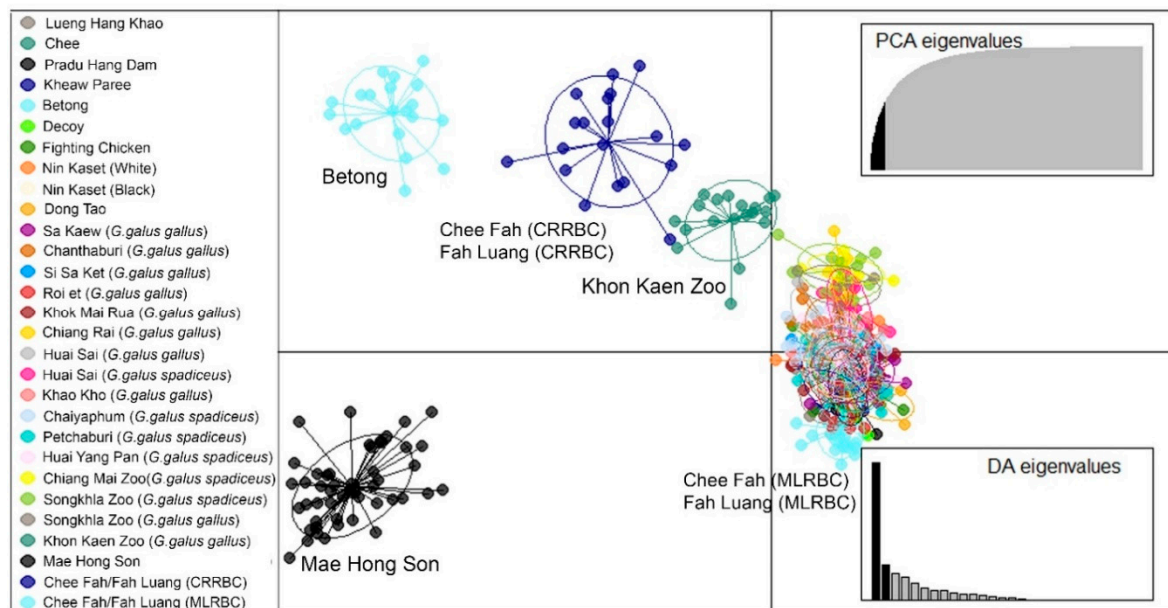 Lueng Hang Khao
Chee
Pradu Hang Dam
Kheaw Paree
Betong
Decoy
Fighting Chicken
Nin Kaset (White)
Nin Kaset (Black)
Dong Tao
Sa Kaew (G.galus gallus)
Chanthaburi (G.galus gallus)
Si Sa Ket (G.galus gallus)
Roi et (G.galus gallus)
Khok Mai Rua (G.galus gallus)
Chiang Rai (G.galus gallus)
Huai Sai (G.galus gallus)
Huai Sai (G.galus spadiceus)
Khao Kho (G.galus gallus)
Chaiyaphum (G.galus spadiceus)
Petchaburi (G.galus spadiceus)
Huai Yang Pan (G.galus spadiceus)
Chiang Mai Zoo(G.galus spadiceus)
Songkhla Zoo (G.galus spadiceus)
Songkhla Zoo (G.galus gallus)
Khon Kaen Zoo (G.galus gallus)
Mae Hong Son
Chee Fah/Fah Luang (CRRBC)
Chee Fah/Fah Luang (MLRBC)
Betong
Chee Fah (CRRBC)
Fah Luang (CRRBC)
Khon Kaen Zoo
PCA eigenvalues
Mae Hong Son
Chee Fah (MLRBC)
Fah Luang (MLRBC)
DA eigenvalues